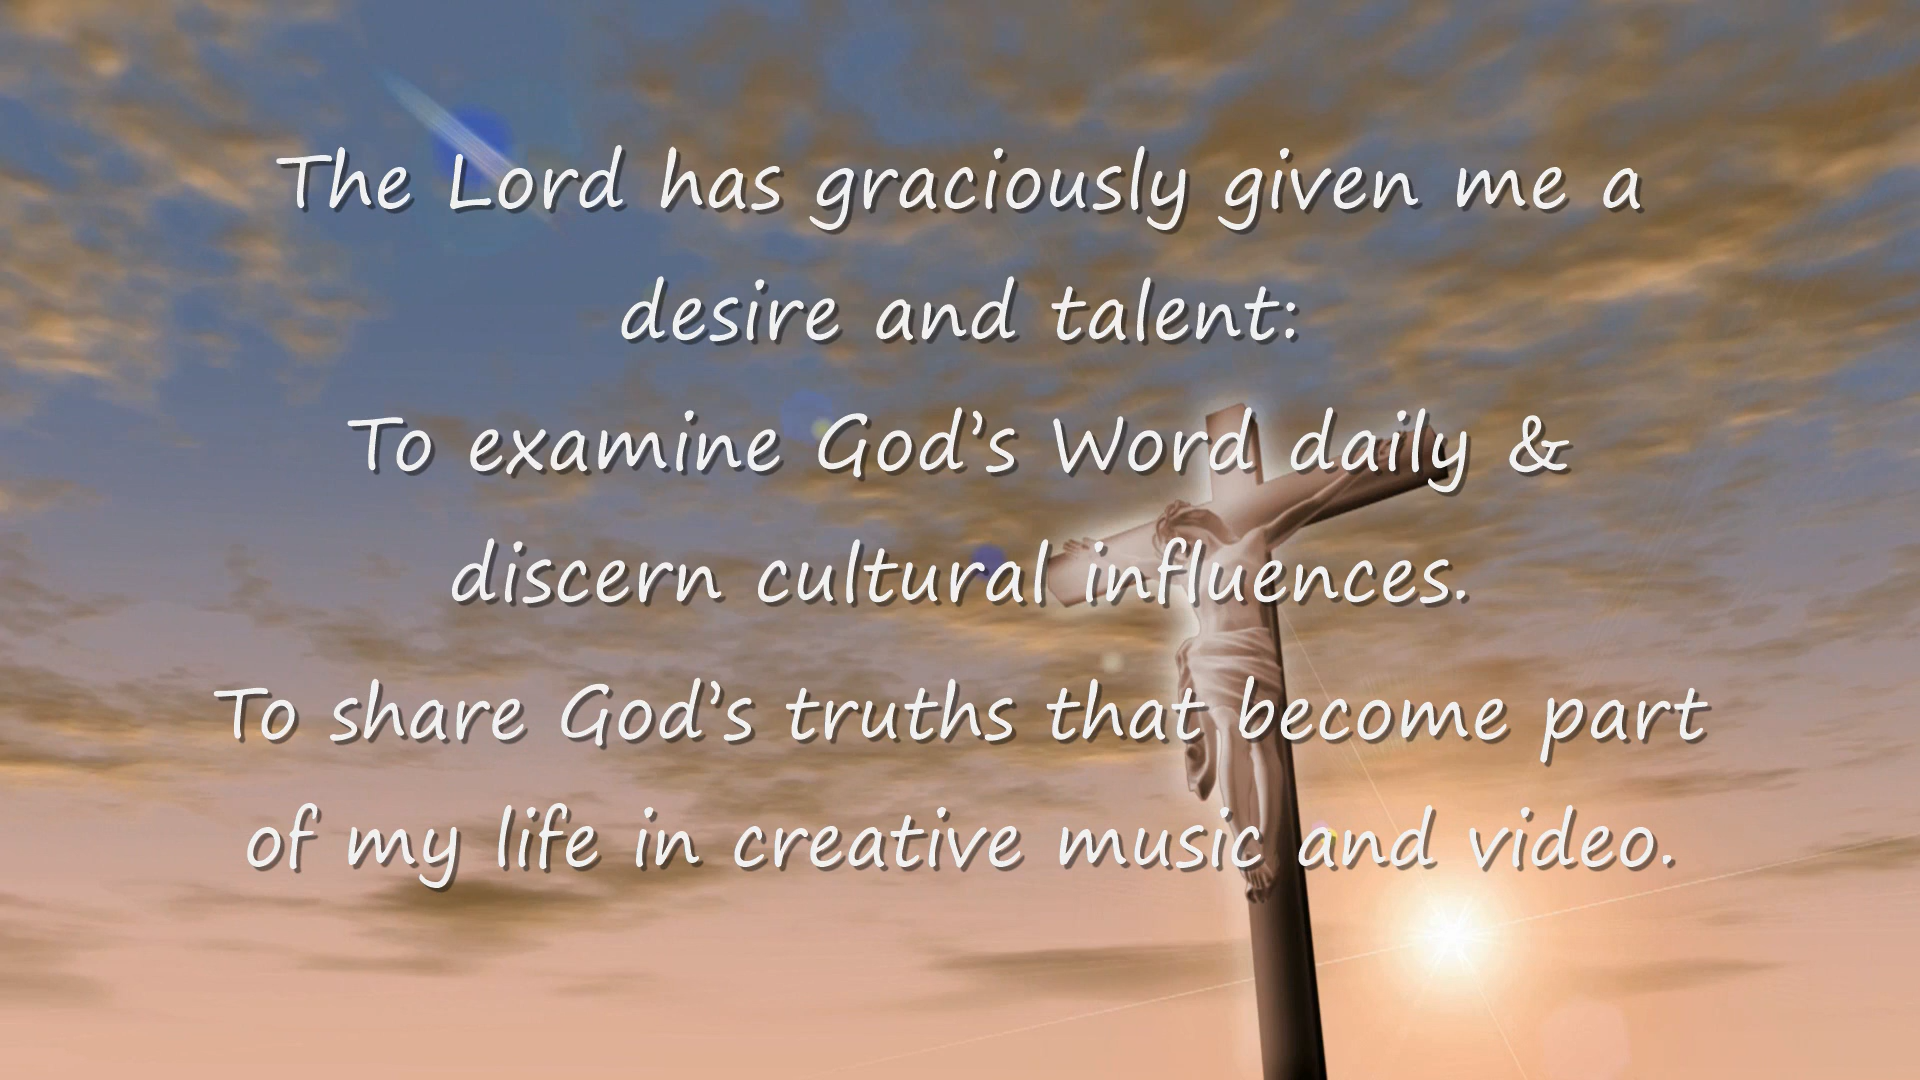 The Lord has graciously given me a
desire and talent:
To examine God’s Word daily &
discern cultural influences.
To share God’s truths that become part
of my life in creative music and video.